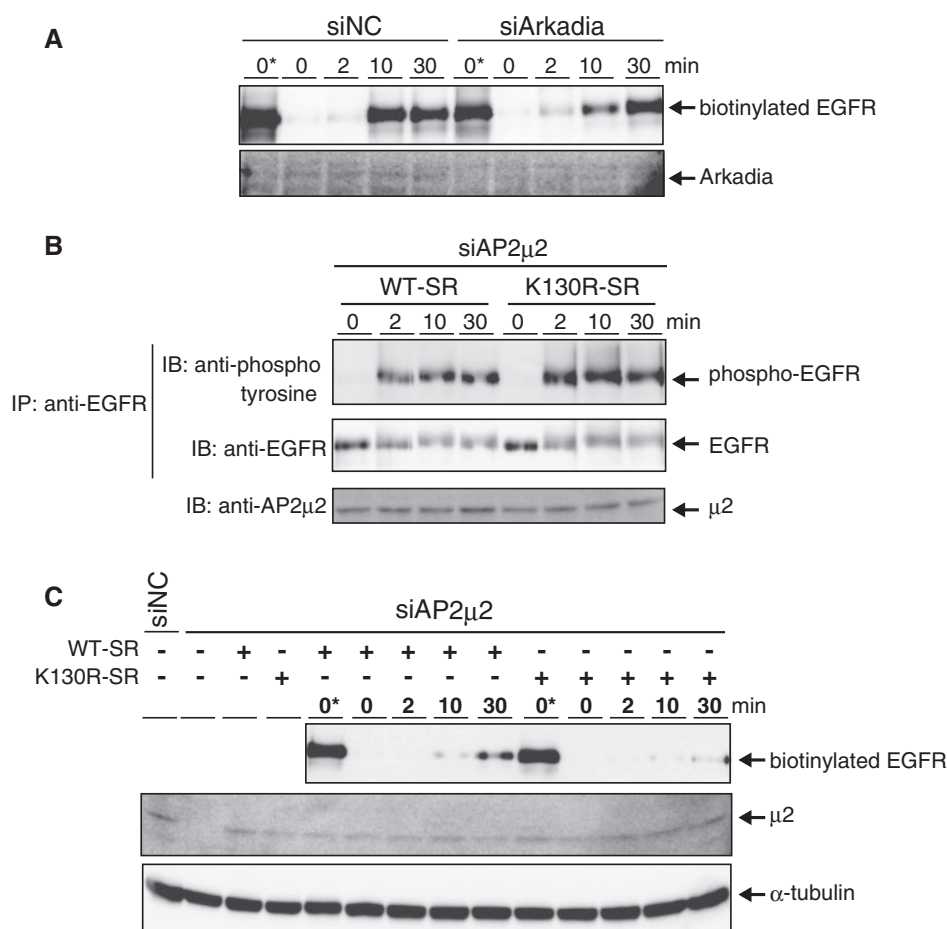 A
siNC siArkadia
0* 0 2 10 30 0* 0 2 10 30 min
biotinylated EGFR
Arkadia
B
siAP2μ2
WT-SR K130R-SR
0 2 10 30 0 2 10 30 min
IP: anti-EGFR
IB: anti-phospho
tyrosine
phospho-EGFR
IB: anti-EGFR EGFR
IB: anti-AP2μ2 μ2
C
siNC
siAP2μ2
WT-SR - - + - + + + + + - - - - -
K130R-SR - - - + - - - - - + + + + +
0* 0 2 10 30 0* 0 2 10 30 min
biotinylated EGFR
μ2
α-tubulin